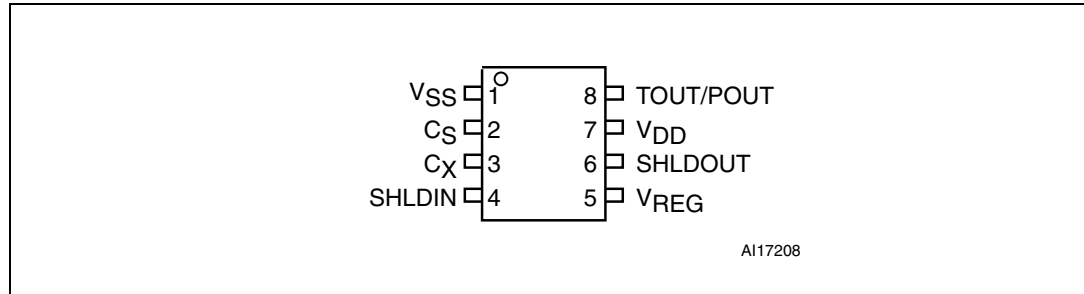 VSS 1 8 TOUT/POUT
CS 2 7 VDD
CX 3 6 SHLDOUT
SHLDIN 4 5 VREG
AI17208